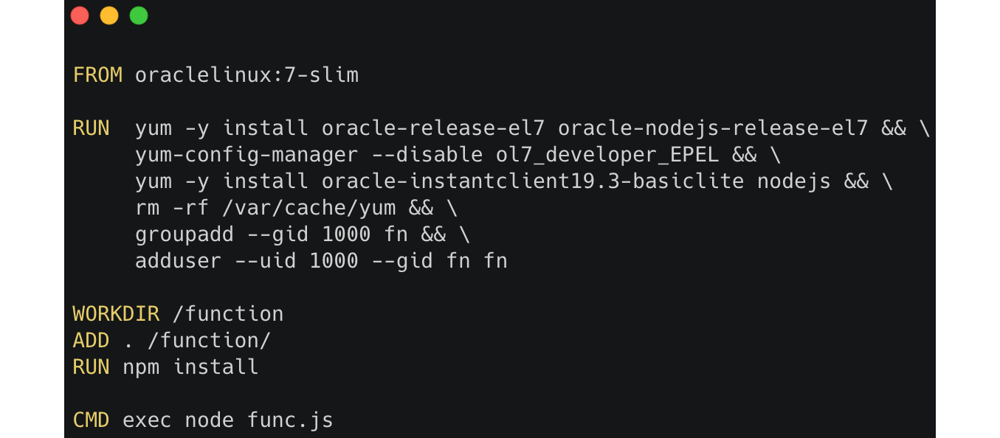 FROM oraclelinux:7-slim
RUN  yum -y install oracle-release-el7 oracle-nodejs-release-el7 && \
     yum-config-manager --disable ol7_developer_EPEL && \
     yum -y install oracle-instantclient19.3-basiclite nodejs && \
     rm -rf /var/cache/yum && \
     groupadd --gid 1000 fn && \
     adduser --uid 1000 --gid fn fn
WORKDIR /function
ADD . /function/
RUN npm install
CMD exec node func.js